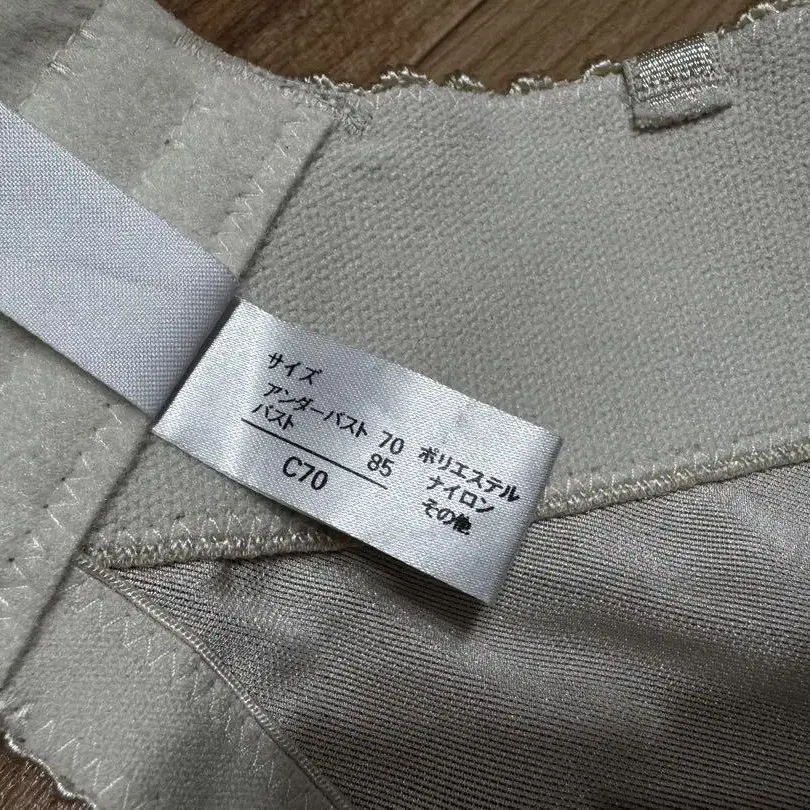 サイズ
アンダーバスト 70
バスト 85
C70
ポリエステル
ナイロン
その他